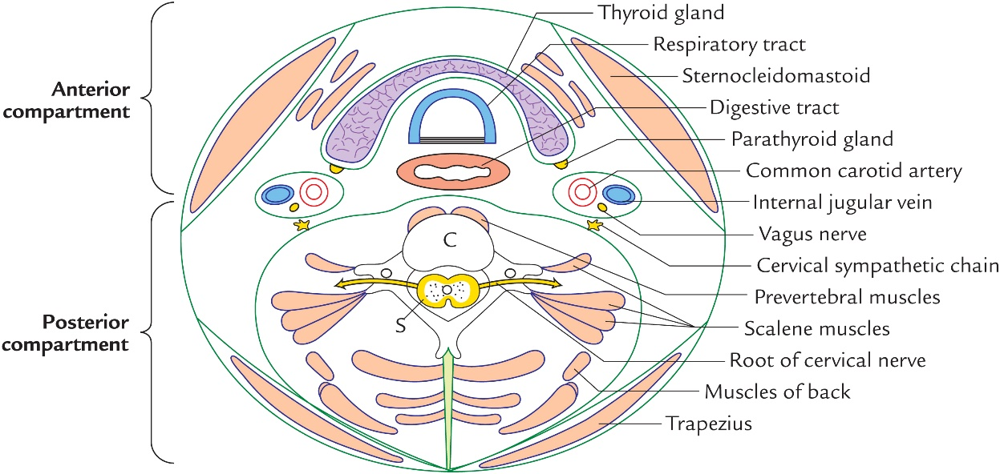 Thyroid gland
Respiratory tract
Sternocleidomastoid
Anterior
compartment
Digestive tract
Parathyroid gland
Common carotid artery
Internal jugular vein
Vagus nerve
C
Cervical sympathetic chain
Prevertebral muscles
Posterior
compartment
S
Scalene muscles
Root of cervical nerve
Muscles of back
Trapezius